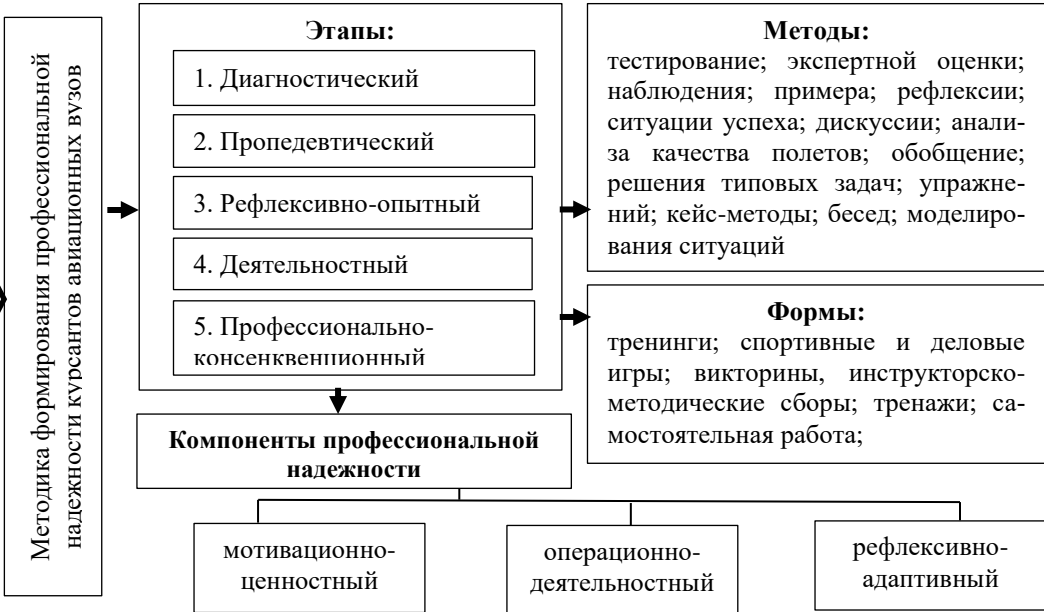 Методика формирования профессиональной
надежности курсантов авиационных вузов
Этапы:
1. Диагностический
2. Пропедевтический
3. Рефлексивно-опытный
4. Деятельностный
5. Профессионально-
консенквенционный
Методы:
тестирование; экспертной оценки;
наблюдения; примера; рефлексии;
ситуации успеха; дискуссии; анали-
за качества полетов; обобщение;
решения типовых задач; упражне-
ний; кейс-методы; бесед; моделиро-
вания ситуаций
Формы:
тренинги; спортивные и деловые
игры; викторины, инструкторско-
методические сборы; тренажи; са-
мостоятельная работа;
Компоненты профессиональной
надежности
мотивационно-
ценностный
операционно-
деятельностный
рефлексивно-
адаптивный